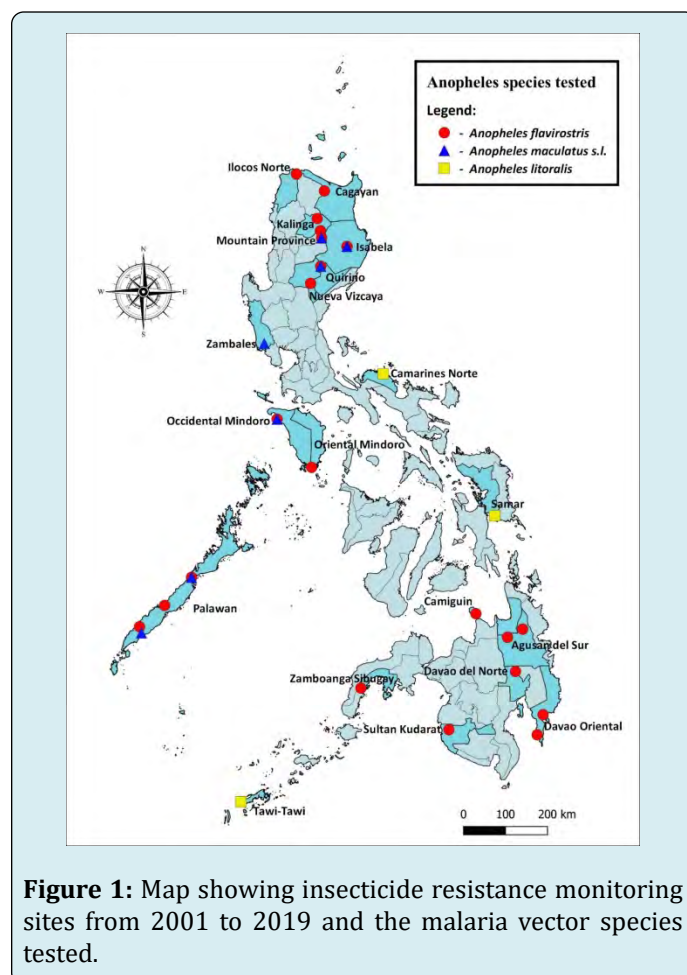 Anopheles species tested
Legend:
- Anopheles flavirostris
- Anopheles maculatus s.l.
- Anopheles litoralis
Ilocos Norte
Cagayan
Kalinga
Mountain Province
Isabela
Quirino
Nueva Vizcaya
N
W
E
S
Zambales
Camarines Norte
Occidental Mindoro
Oriental Mindoro
Samar
Palawan
Camiguin
Agusan del Sur
Davao del Norte
Zamboanga Sibugay
Davao Oriental
Sultan Kudarat
Tawi-Tawi
0 100 200 km
Figure 1: Map showing insecticide resistance monitoring
sites from 2001 to 2019 and the malaria vector species
tested.